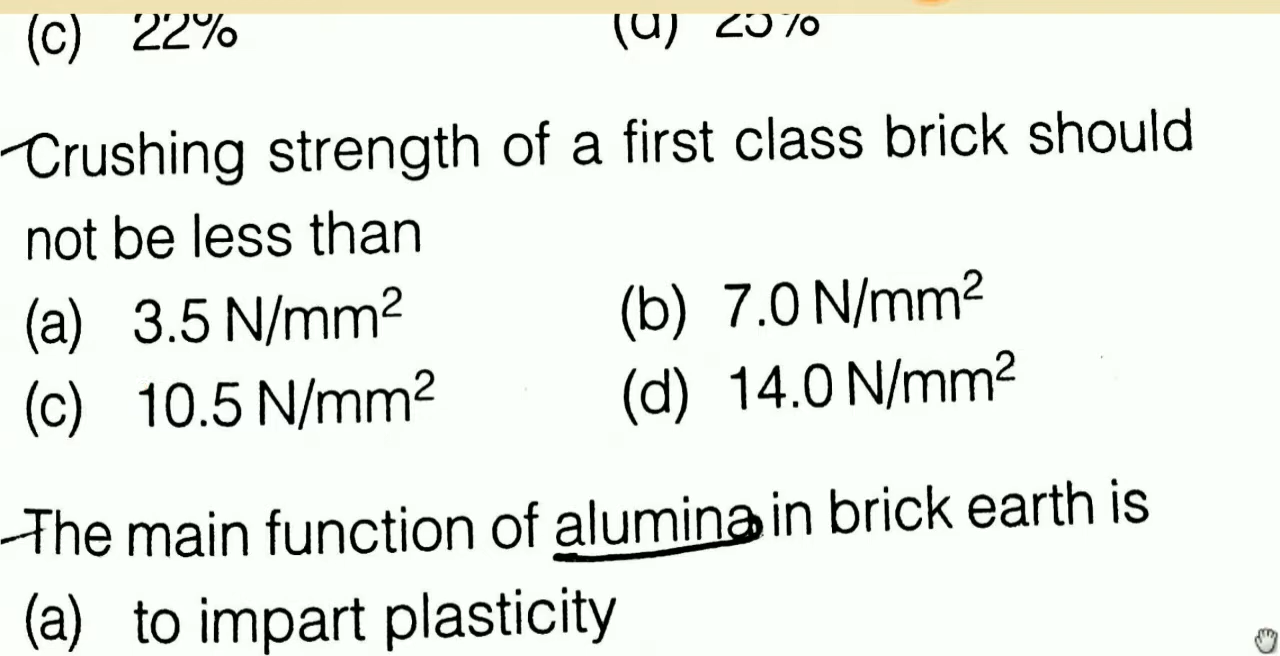 (c) 22% (d) 25%
Crushing strength of a first class brick should
not be less than
(a) 3.5 N/mm² (b) 7.0 N/mm²
(c) 10.5 N/mm² (d) 14.0 N/mm²
The main function of alumina in brick earth is
(a) to impart plasticity